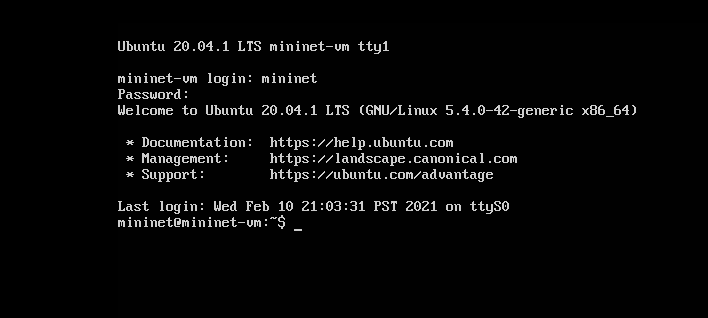 Ubuntu 20.04.1 LTS mininet-vm tty1
mininet-vm login: mininet
Password:
Welcome to Ubuntu 20.04.1 LTS (GNU/Linux 5.4.0-42-generic x86_64)
* Documentation:  https://help.ubuntu.com
* Management:     https://landscape.canonical.com
* Support:        https://ubuntu.com/advantage
Last login: Wed Feb 10 21:03:31 PST 2021 on ttyS0
mininet@mininet-vm:~$ _